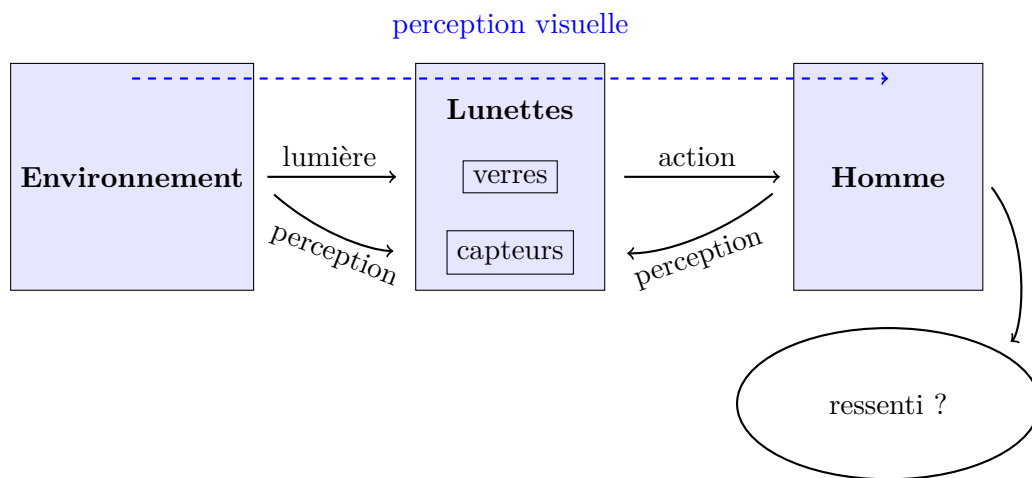 perception visuelle
Lunettes
lumière
action
Environnement
verres
Homme
perception
capteurs
perception
ressenti ?